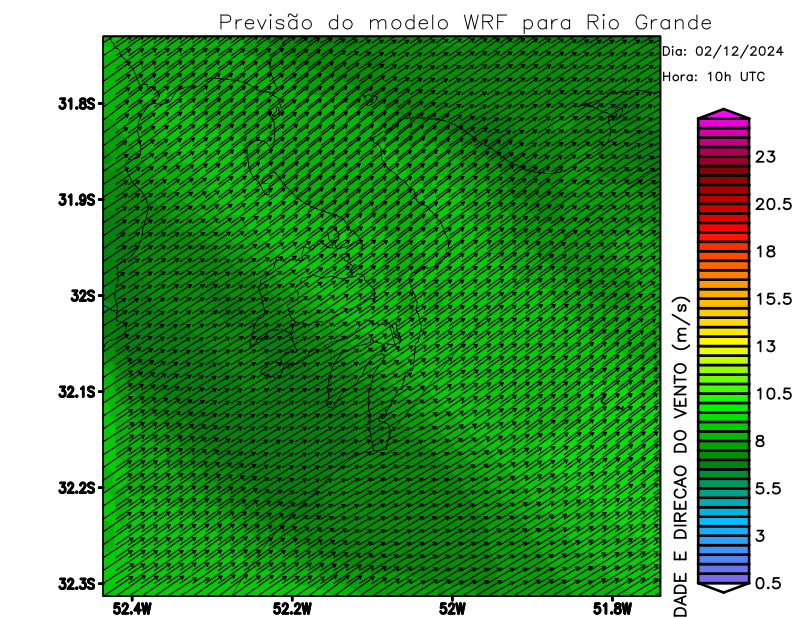 Previsão do modelo WRF para Rio Grande
Dia: 02/12/2024
Hora: 10h UTC
31.8S
31.9S
32S
32.1S
32.2S
32.3S
52.4W
52.2W
52W
51.8W
DADE E DIRECAO DO VENTO (m/s)
23
20.5
18
15.5
13
10.5
8
5.5
3
0.5